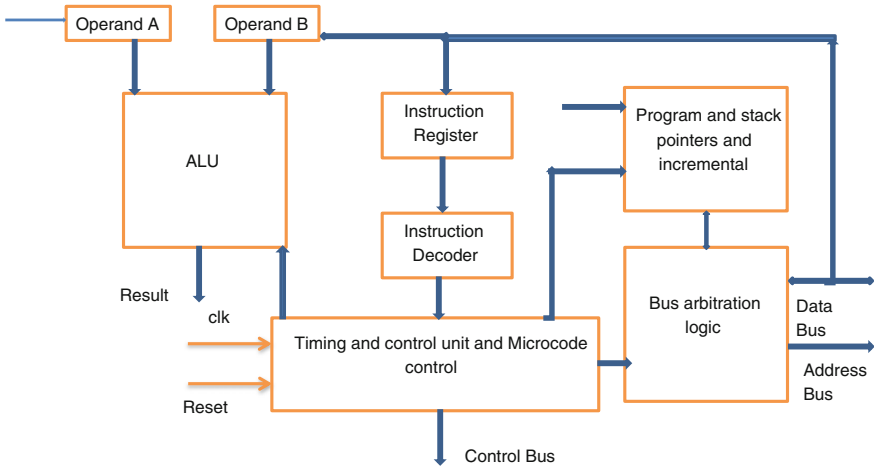 Operand A
Operand B
ALU
Instruction
Register
Program and stack
pointers and
incremental
Instruction
Decoder
Result
clk
Bus arbitration
logic
Data
Bus
Timing and control unit and Microcode
control
Address
Bus
Reset
Control Bus